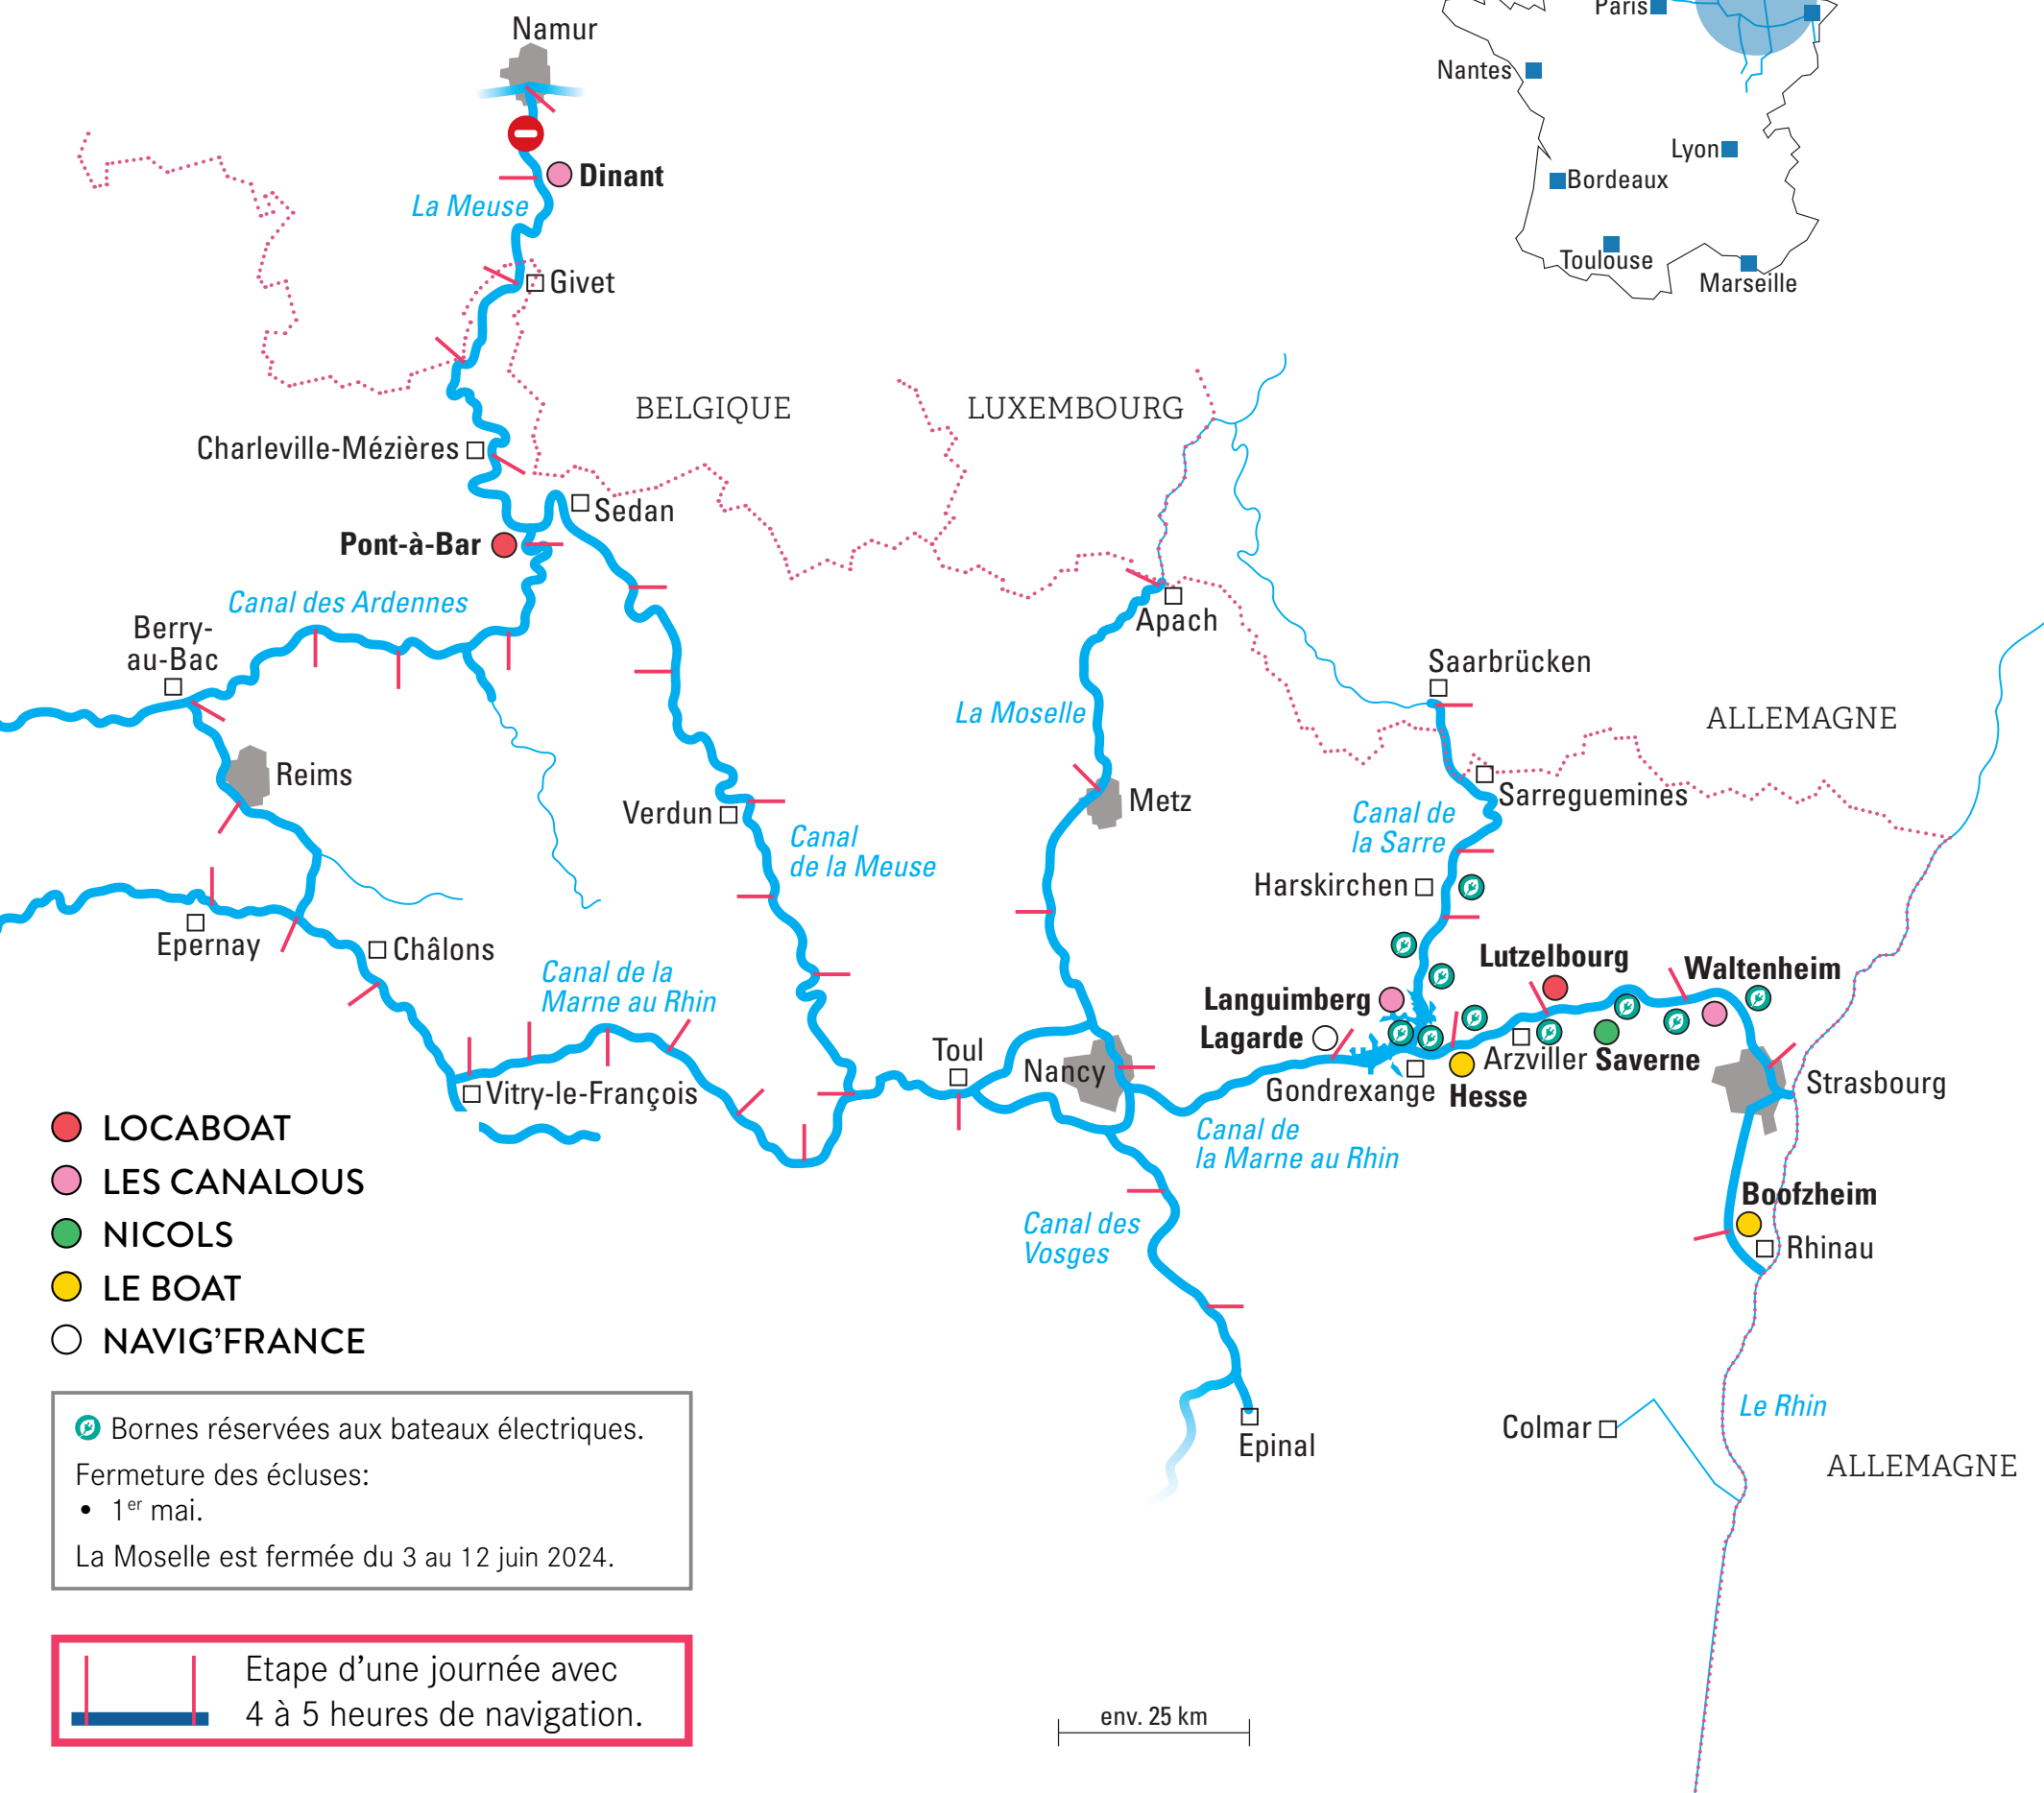 Namur
Paris
Nantes
Lyon
Bordeaux
Toulouse
Marseille
Dinant
La Meuse
Givet
BELGIQUE
LUXEMBOURG
Charleville-Mézières
Sedan
Pont-à-Bar
Canal des Ardennes
Berry-
au-Bac
Apach
Saarbrücken
La Moselle
ALLEMAGNE
Reims
Metz
Verdun
Sarreguemines
Canal de
la Sarre
Canal
de la Meuse
Harskirchen
Epernay
Châlons
Canal de la
Marne au Rhin
Lutzelbourg
Waltenheim
Languimberg
Lagarde
Toul
Nancy
Gondrexange
Arzviller
Saverne
Hesse
Strasbourg
Vitry-le-François
Canal de
la Marne au Rhin
LOCABOAT
LES CANALOUS
NICOLS
LE BOAT
NAVIG’FRANCE
Canal des
Vosges
Boofzheim
Rhinau
Le Rhin
Colmar
Epinal
ALLEMAGNE
Bornes réservées aux bateaux électriques.
Fermeture des écluses:
• 1er mai.
La Moselle est fermée du 3 au 12 juin 2024.
Etape d’une journée avec
4 à 5 heures de navigation.
env. 25 km